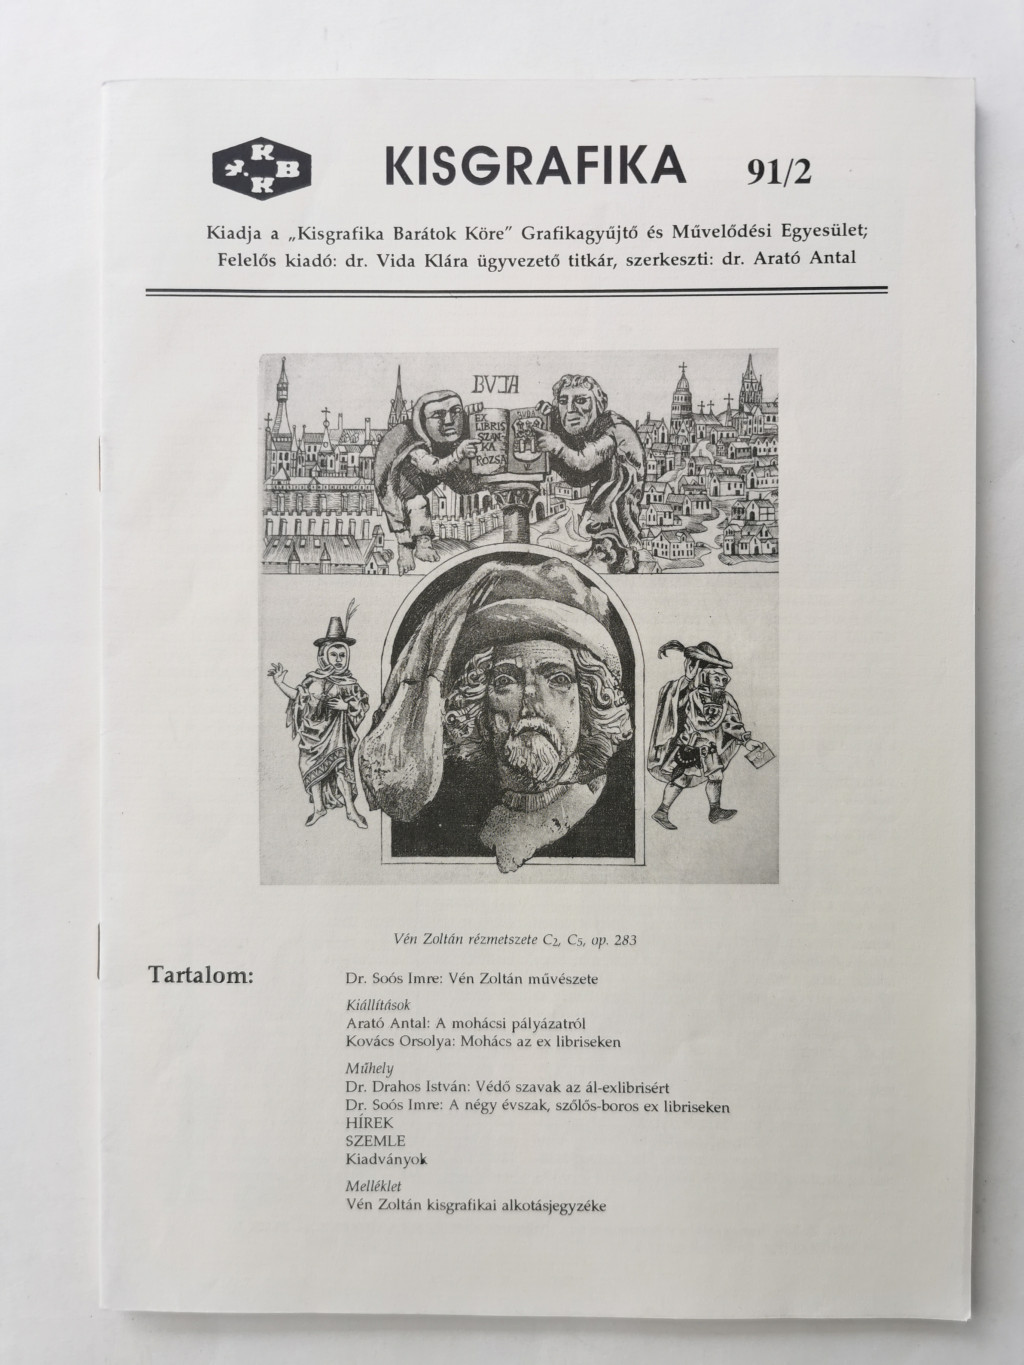 K
K B
K
KISGRAFIKA 91/2
Kiadja a „Kisgrafika Barátok Köre” Grafikagyűjtő és Művelődési Egyesület;
Felelős kiadó: dr. Vida Klára ügyvezető titkár, szerkeszti: dr. Arató Antal
BVJA
EX
LIBRIS
SZAN-
KA
RÓZSA
BUDA
Vén Zoltán rézmetszete C2, C5, op. 283
Tartalom:
Dr. Soós Imre: Vén Zoltán művészete
Kiállítások
Arató Antal: A mohácsi pályázatról
Kovács Orsolya: Mohács az ex libriseken
Műhely
Dr. Drahos István: Védő szavak az ál-exlibrisért
Dr. Soós Imre: A négy évszak, szőlős-boros ex libriseken
HÍREK
SZEMLE
Kiadványok
Melléklet
Vén Zoltán kisgrafikai alkotásjegyzéke